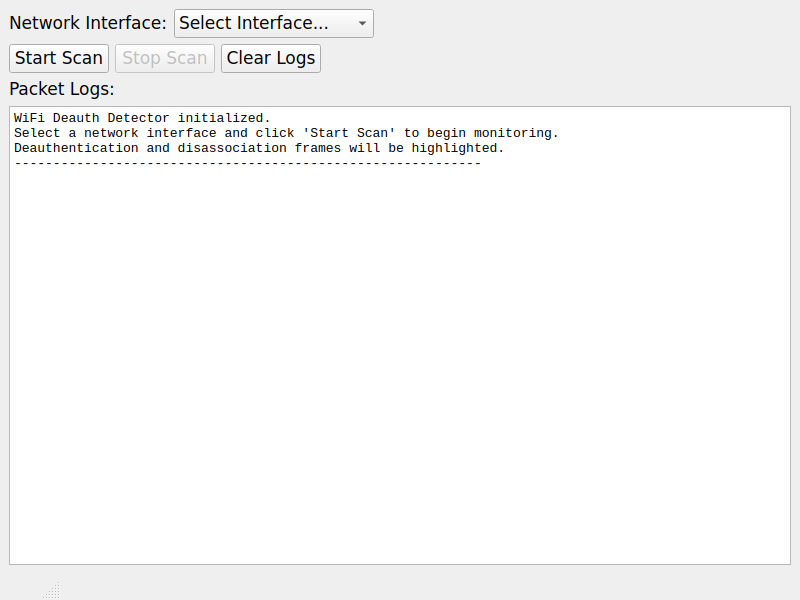 Network Interface: Select Interface...
Start Scan Stop Scan Clear Logs
Packet Logs:
WiFi Deauth Detector initialized.
Select a network interface and click 'Start Scan' to begin monitoring.
Deauthentication and disassociation frames will be highlighted.
------------------------------------------------------------